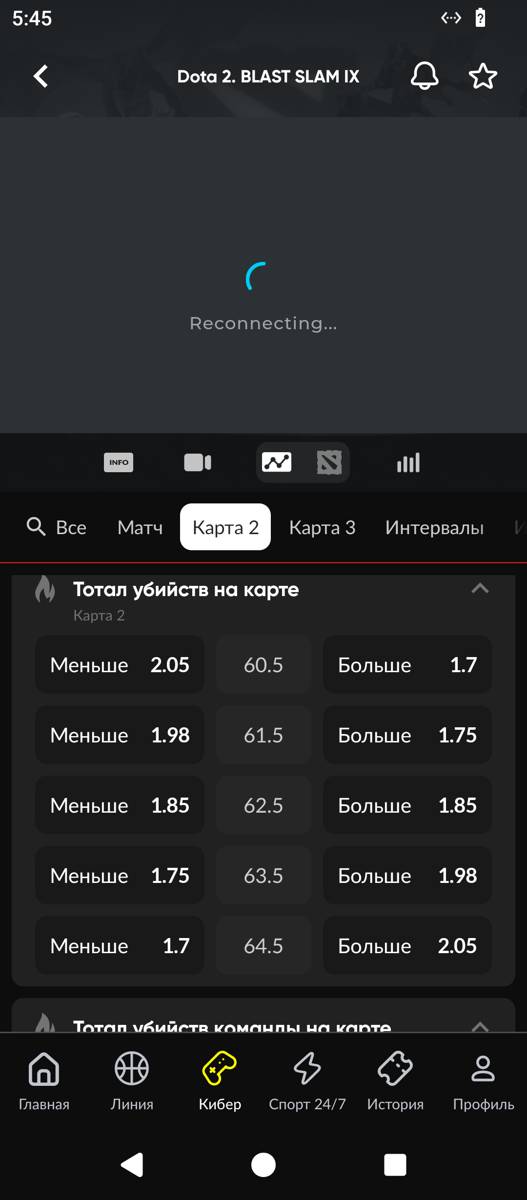 5:45
Dota 2. BLAST SLAM IX
Reconnecting...
INFO
Все Матч Карта 2 Карта 3 Интервалы
Тотал убийств на карте
Карта 2
Меньше 2.05 60.5 Больше 1.7
Меньше 1.98 61.5 Больше 1.75
Меньше 1.85 62.5 Больше 1.85
Меньше 1.75 63.5 Больше 1.98
Меньше 1.7 64.5 Больше 2.05
Тотал убийств команды на карте
Главная Линия Кибер Спорт 24/7 История Профиль